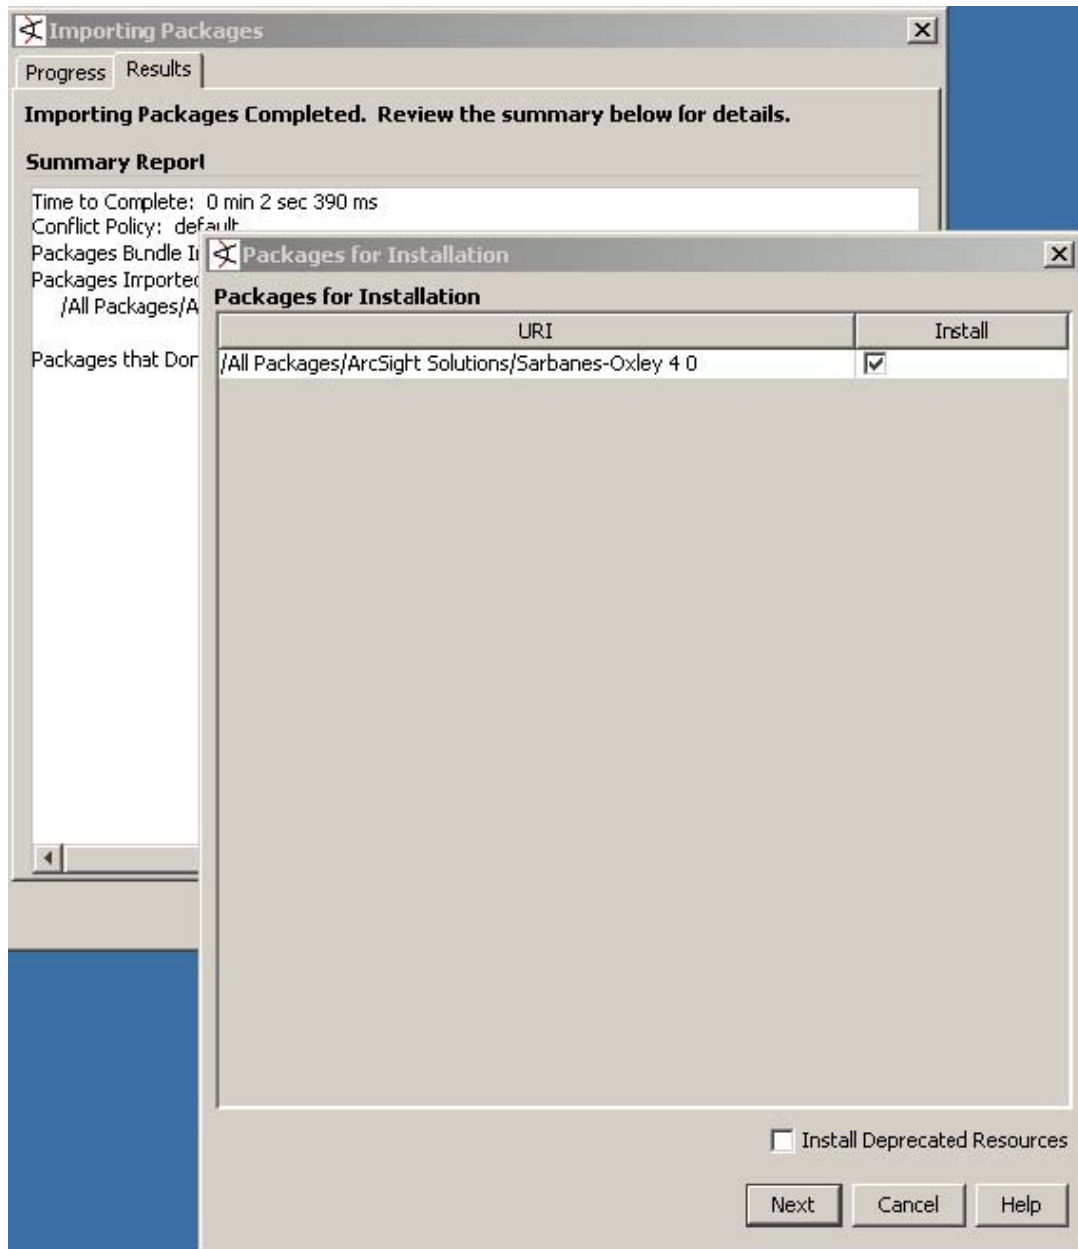 Importing Packages
Progress Results
Importing Packages Completed. Review the summary below for details.
Summary Report
Time to Complete: 0 min 2 sec 390 ms
Conflict Policy: default
Packages Bundle
Packages Imported
/All Packages/A
Packages that
Packages for Installation
Packages for Installation
URI Install
/All Packages/ArcSight Solutions/Sarbanes-Oxley 4 0
Install Deprecated Resources
Next Cancel Help